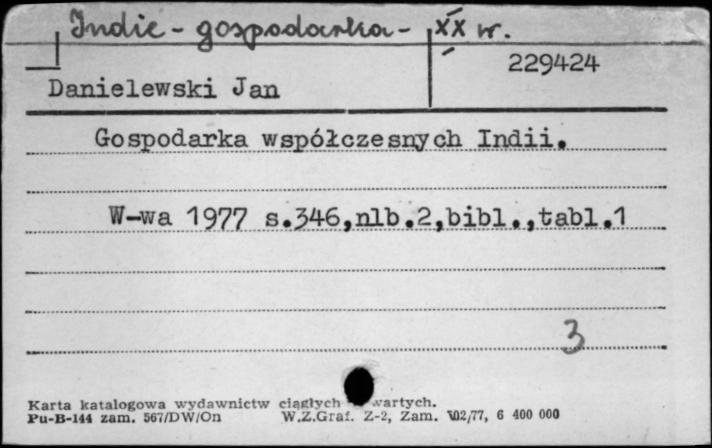 Indie - gospodarka - XX w.
229424
Danielewski Jan
Gospodarka współczesnych Indii.
W-wa 1977 s.346,nlb.2,bibl.,tabl.1
3
Karta katalogowa wydawnictw ciągłych wartych.
Pu-B-144 zam. 567/DW/On W.Z.Graf. Z-2, Zam. 102/77, 6 400 000